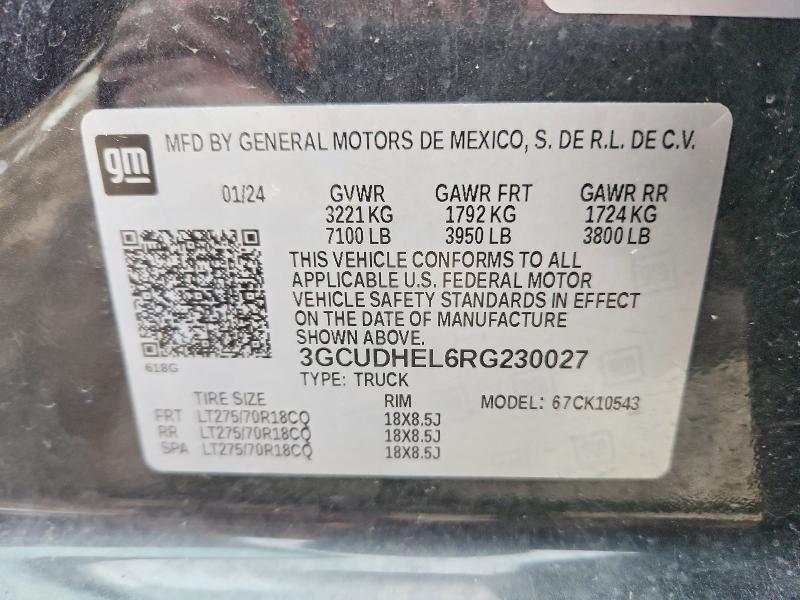 gm MFD BY GENERAL MOTORS DE MEXICO, S. DE R.L. DE C.V.
01/24 GVWR GAWR FRT GAWR RR
3221 KG 1792 KG 1724 KG
7100 LB 3950 LB 3800 LB
THIS VEHICLE CONFORMS TO ALL
APPLICABLE U.S. FEDERAL MOTOR
VEHICLE SAFETY STANDARDS IN EFFECT
ON THE DATE OF MANUFACTURE
SHOWN ABOVE.
3GCUDHEL6RG230027
618G
TYPE: TRUCK
TIRE SIZE RIM MODEL: 67CK10543
FRT LT275/70R18CQ 18X8.5J
RR LT275/70R18CQ 18X8.5J
SPA LT275/70R18CQ 18X8.5J